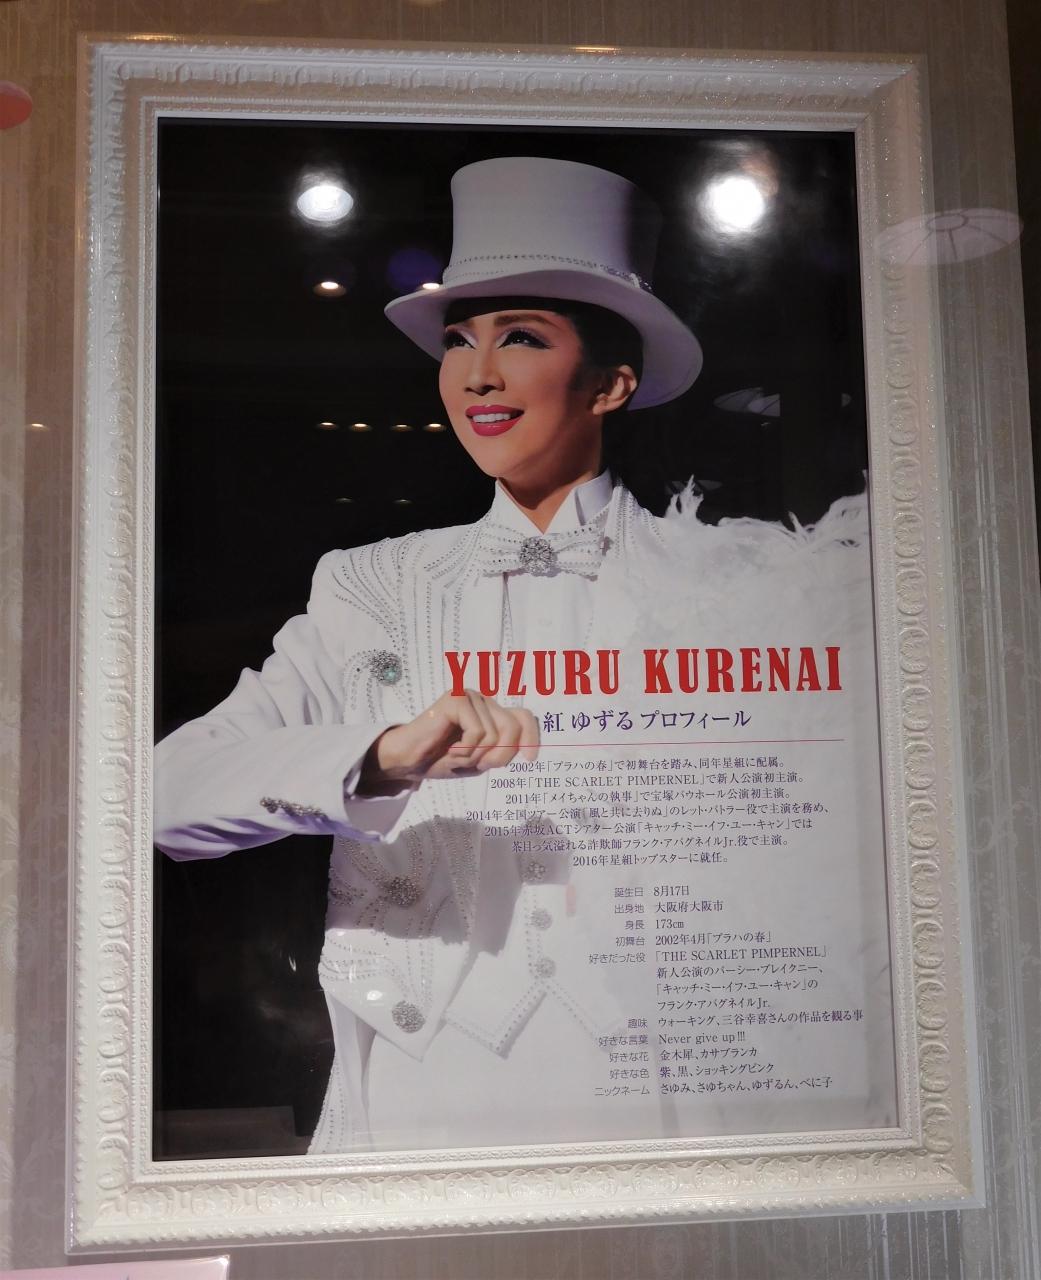 YUZURU KURENAI
紅 ゆずる プロフィール
2002年「プラハの春」で初舞台を踏み、同年星組に配属。
2008年「THE SCARLET PIMPERNEL」で新人公演初主演。
2011年「メイちゃんの執事」で宝塚バウホール公演初主演。
2014年全国ツアー公演「風と共に去りぬ」のレット・バトラー役で主演を務め、
2015年赤坂ACTシアター公演「キャッチ・ミー・イフ・ユー・キャン」では
茶目っ気溢れる詐欺師フランク・アバグネイルJr.役で主演。
2016年星組トップスターに就任。
誕生日 8月17日
出身地 大阪府大阪市
身長 173cm
初舞台 2002年4月「プラハの春」
好きだった役 「THE SCARLET PIMPERNEL」
新人公演のパーシー・ブレイクニー、
「キャッチ・ミー・イフ・ユー・キャン」の
フランク・アバグネイルJr.
趣味 ウォーキング、三谷幸喜さんの作品を観る事
好きな言葉 Never give up!!!
好きな花 金木犀、カサブランカ
好きな色 紫、黒、ショッキングピンク
ニックネーム さゆみ、さゆちゃん、ゆずるん、べに子